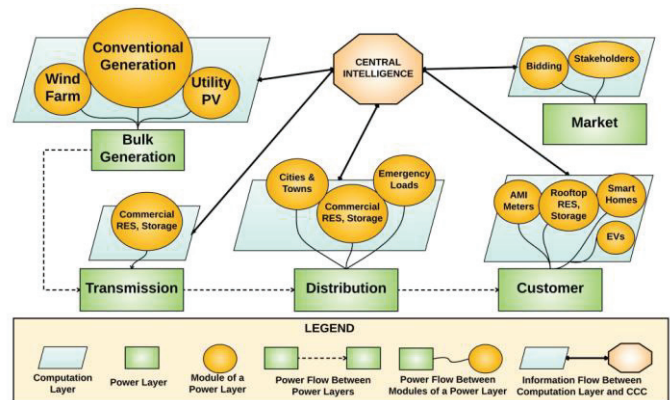 Conventional
Generation
Wind
Farm
Utility
PV
Bulk
Generation
CENTRAL
INTELLIGENCE
Bidding
Stakeholders
Market
Commercial
RES, Storage
Transmission
Cities &
Towns
Commercial
RES, Storage
Emergency
Loads
Distribution
AMI
Meters
Rooftop
RES,
Storage
Smart
Homes
EVs
Customer
LEGEND
Computation
Layer
Power Layer
Module of a
Power Layer
Power Flow Between
Power Layers
Power Flow Between
Modules of a Power Layer
Information Flow Between
Computation Layer and CCC